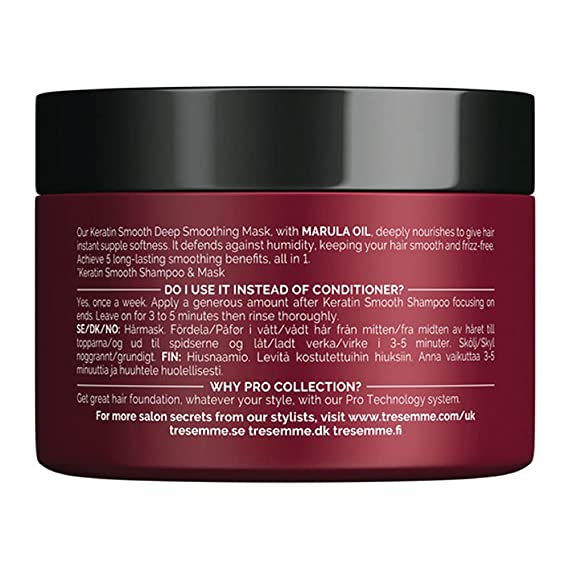 Our Keratin Smooth Deep Smoothing Mask, with MARULA OIL, deeply nourishes to give hair
instant supple softness. It defends against humidity, keeping your hair smooth and frizz-free.
Achieve 5 long-lasting smoothing benefits, all in 1.
*Keratin Smooth Shampoo & Mask
DO I USE IT INSTEAD OF CONDITIONER?
Yes, once a week. Apply a generous amount after Keratin Smooth Shampoo focusing on
ends. Leave on for 3 to 5 minutes then rinse thoroughly.
SE/DK/NO: Hårmask. Fördela/Påfør i vått/vådt hår från mitten/fra midten av håret till
topparna/og ud til spidserne og låt/ladt verka/virke i 3-5 minuter. Skölj/Skyl
noggrannt/grundigt. FIN: Hiusnaamio. Levitä kostutettuihin hiuksiin. Anna vaikuttaa 3-5
minuuttia ja huuhtele huolellisesti.
WHY PRO COLLECTION?
Get great hair foundation, whatever your style, with our Pro Technology system.
For more salon secrets from our stylists, visit www.tresemme.com/uk
tresemme.se tresemme.dk tresemme.fi